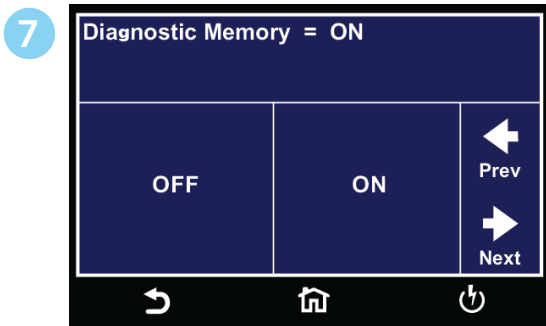 7
Diagnostic Memory = ON
OFF
ON
Prev
Next